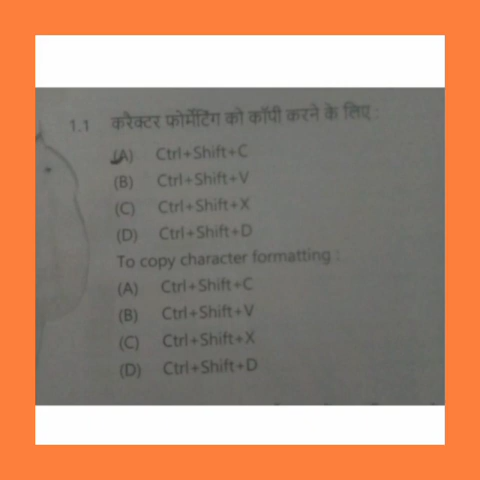 1.1 करैक्टर फोर्मेटिंग को कॉपी करने के लिए :
(A) Ctrl+Shift+C
(B) Ctrl+Shift+V
(C) Ctrl+Shift+X
(D) Ctrl+Shift+D
To copy character formatting :
(A) Ctrl+Shift+C
(B) Ctrl+Shift+V
(C) Ctrl+Shift+X
(D) Ctrl+Shift+D